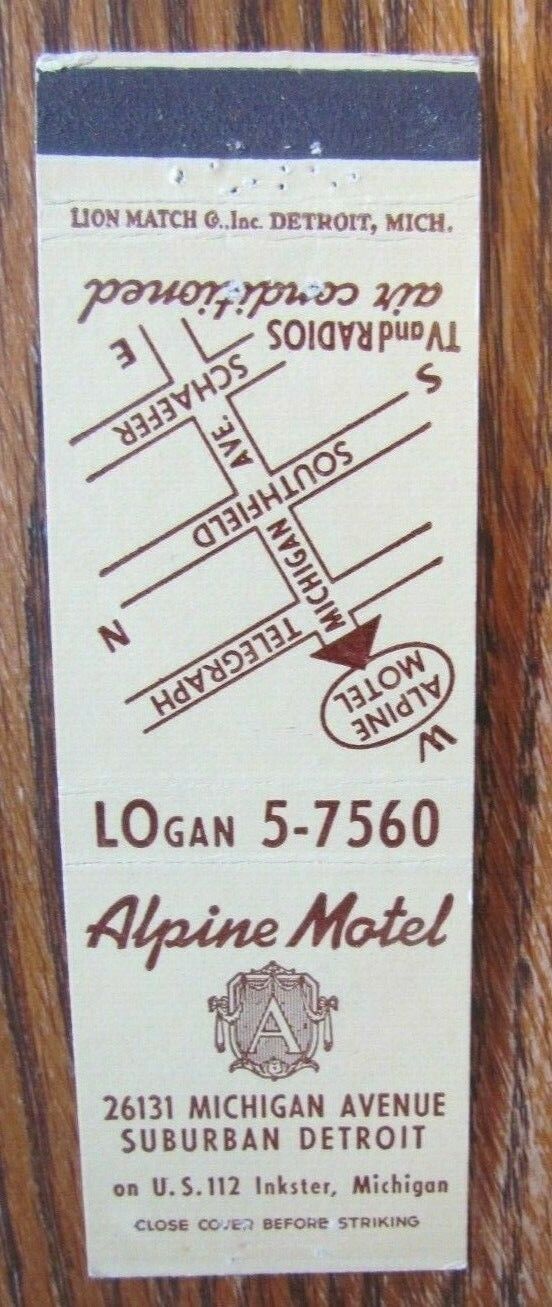 LION MATCH Co., Inc. DETROIT, MICH.
air conditioned
TV and RADIOS
E
S
SCHAEFER
AVE.
SOUTHFIELD
MICHIGAN
N
TELEGRAPH
ALPINE
MOTEL
W
LOGAN 5-7560
Alpine Motel
A
26131 MICHIGAN AVENUE
SUBURBAN DETROIT
on U.S.112 Inkster, Michigan
CLOSE COVER BEFORE STRIKING